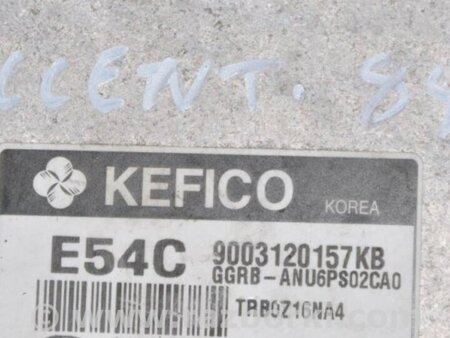 CCENT. 84
KEFICO
KOREA
E54C 9003120157KB
GGRB-ANU6PS02CA0
TRB0Z16NA4